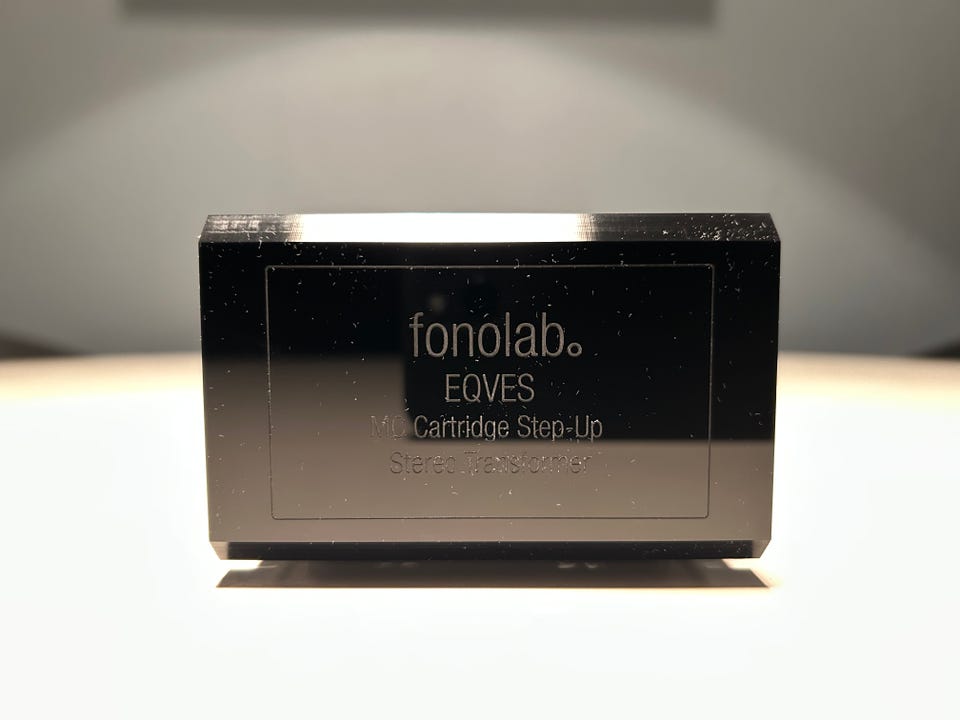 fonolab.
EQVES
MC Cartridge Step-Up
Stereo Transformer